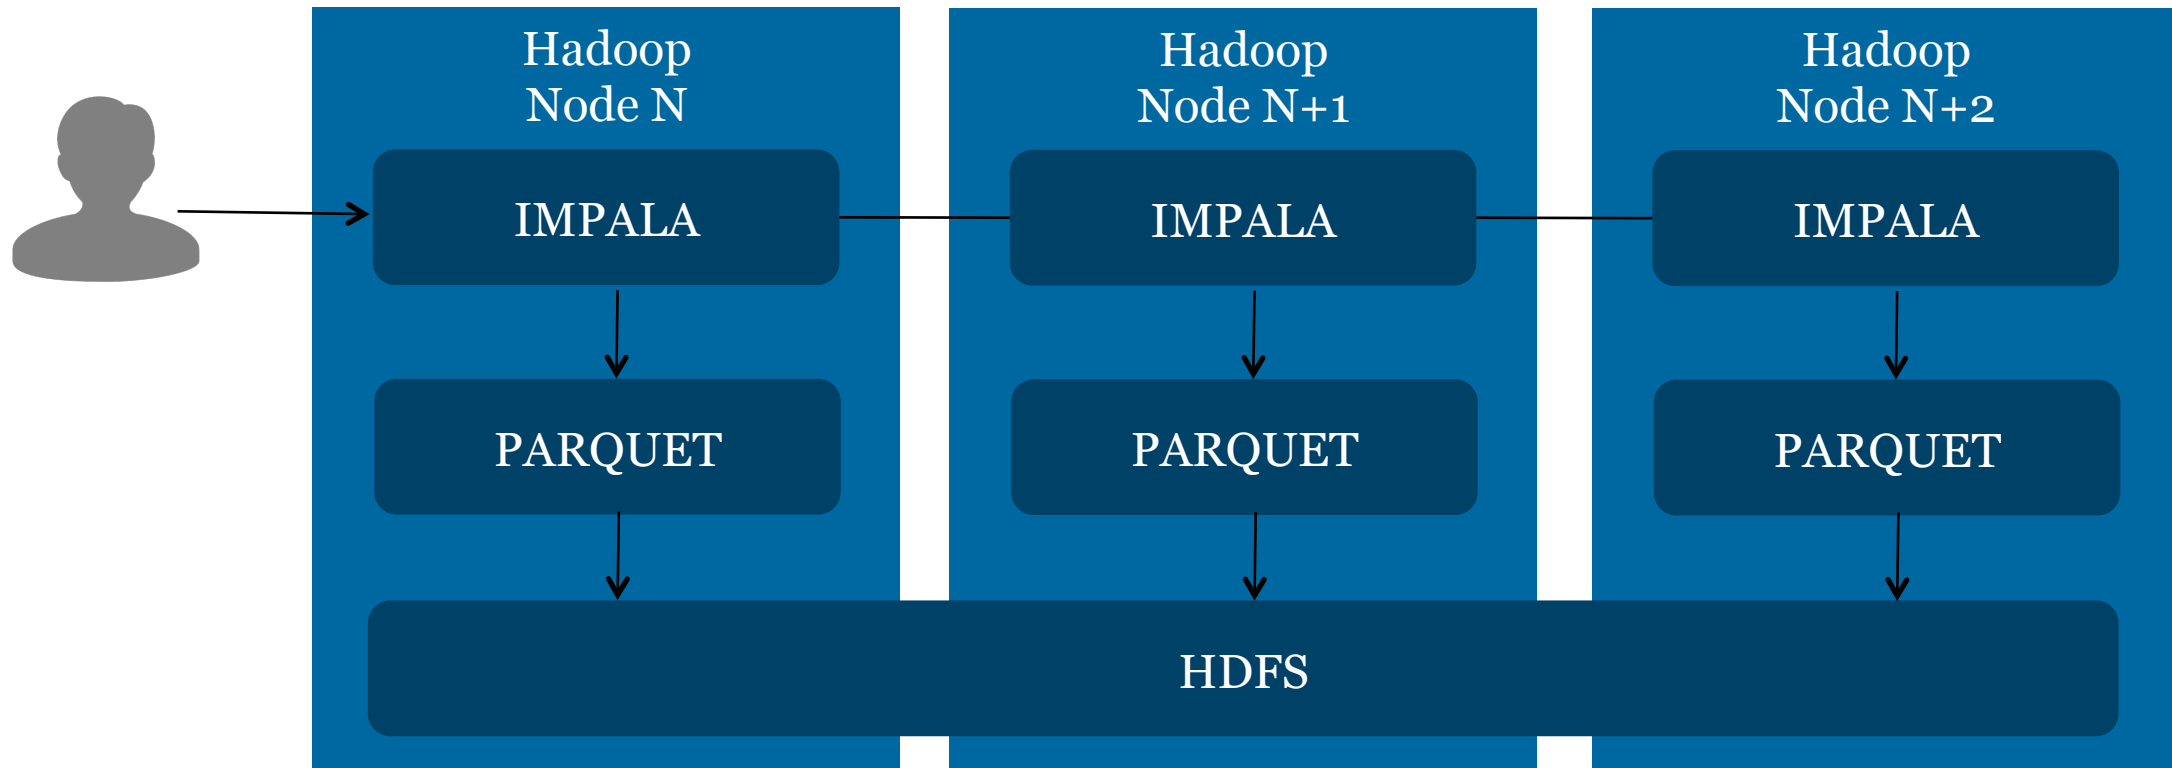 Hadoop
Node N
Hadoop
Node N+1
Hadoop
Node N+2
IMPALA
IMPALA
IMPALA
PARQUET
PARQUET
PARQUET
HDFS